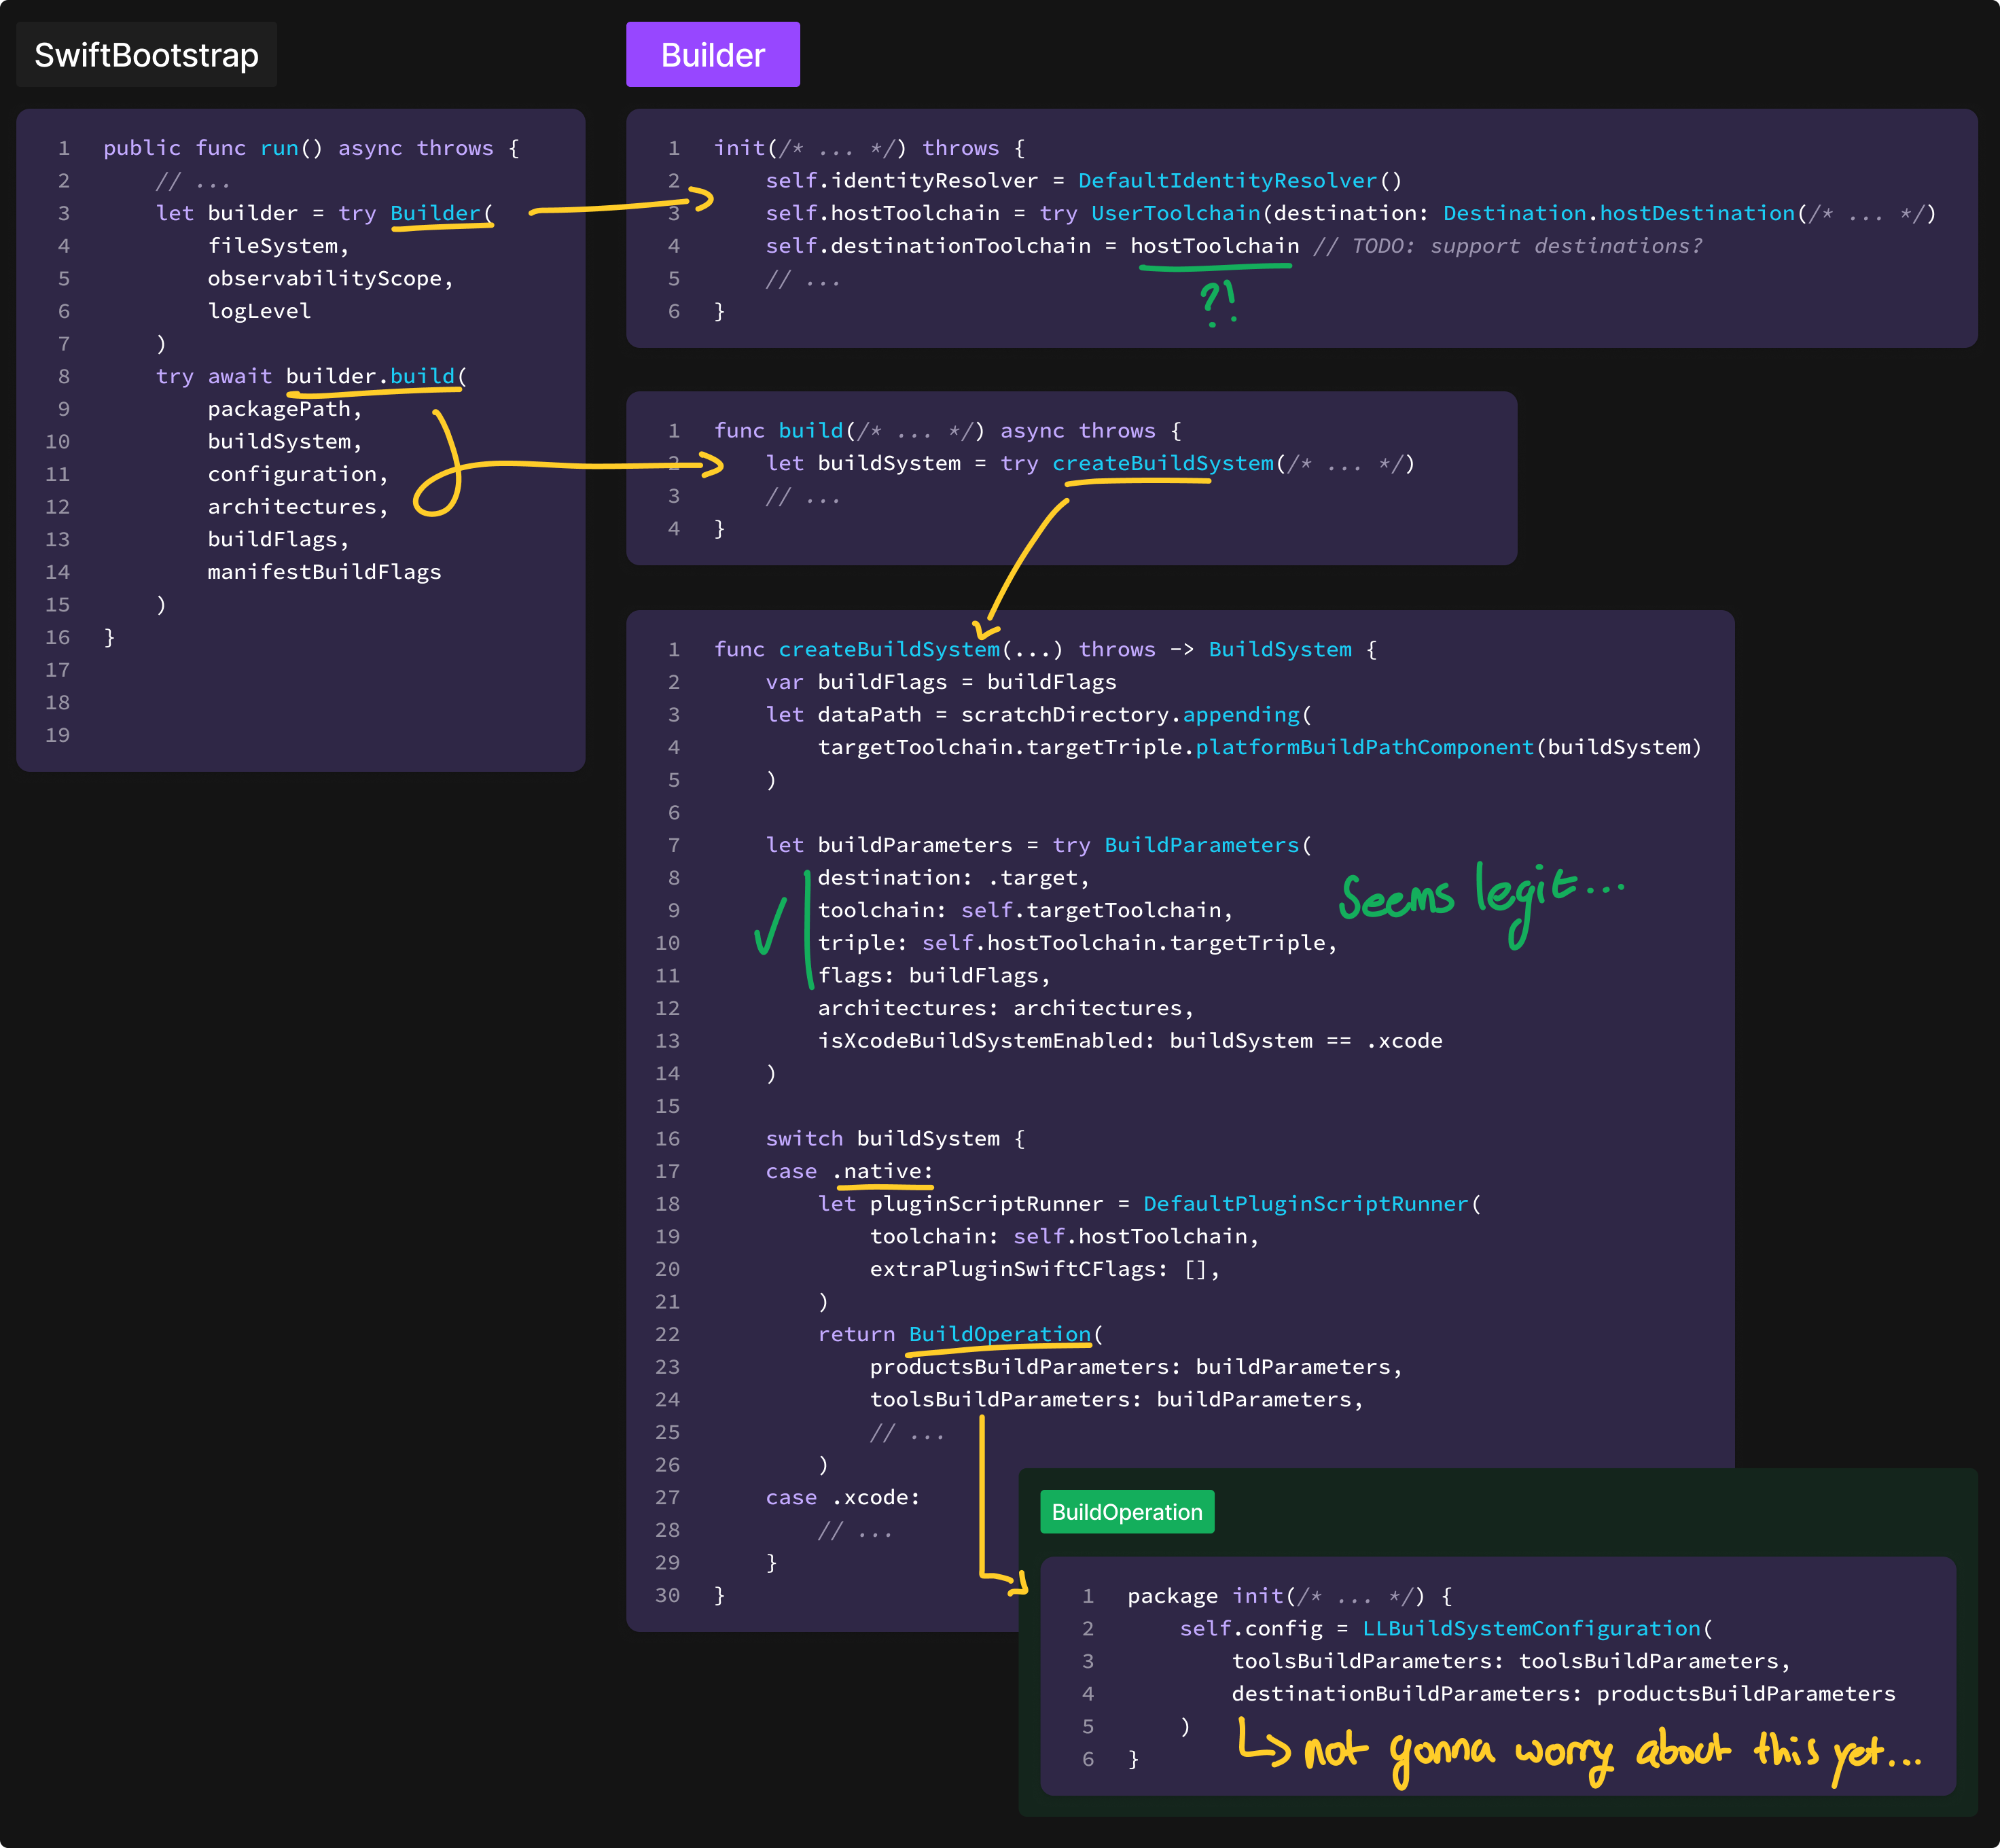 SwiftBootstrap
1 public func run() async throws {
2 // ...
3 let builder = try Builder(
4 fileSystem,
5 observabilityScope,
6 logLevel
7 )
8 try await builder.build(
9 packagePath,
10 buildSystem,
11 configuration,
12 architectures,
13 buildFlags,
14 manifestBuildFlags
15 )
16 }
17
18
19
Builder
1 init(/* ... */) throws {
2 self.identityResolver = DefaultIdentityResolver()
3 self.hostToolchain = try UserToolchain(destination: Destination.hostDestination(/* ... */)
4 self.destinationToolchain = hostToolchain // TODO: support destinations?
5 // ...
?!
6 }
1 func build(/* ... */) async throws {
2 let buildSystem = try createBuildSystem(/* ... */)
3 // ...
4 }
1 func createBuildSystem(...) throws -> BuildSystem {
2 var buildFlags = buildFlags
3 let dataPath = scratchDirectory.appending(
4 targetToolchain.targetTriple.platformBuildPathComponent(buildSystem)
5 )
6
7 let buildParameters = try BuildParameters(
8 destination: .target,
Seems legit...
9 toolchain: self.targetToolchain,
10 triple: self.hostToolchain.targetTriple,
11 flags: buildFlags,
12 architectures: architectures,
13 isXcodeBuildSystemEnabled: buildSystem == .xcode
14 )
15
16 switch buildSystem {
17 case .native:
18 let pluginScriptRunner = DefaultPluginScriptRunner(
19 toolchain: self.hostToolchain,
20 extraPluginSwiftCFlags: [],
21 )
22 return BuildOperation(
23 productsBuildParameters: buildParameters,
24 toolsBuildParameters: buildParameters,
25 // ...
26 )
27 case .xcode:
28 // ...
29 }
30 }
BuildOperation
1 package init(/* ... */) {
2 self.config = LLBuildSystemConfiguration(
3 toolsBuildParameters: toolsBuildParameters,
4 destinationBuildParameters: productsBuildParameters
5 )
not gonna worry about this yet...
6 }